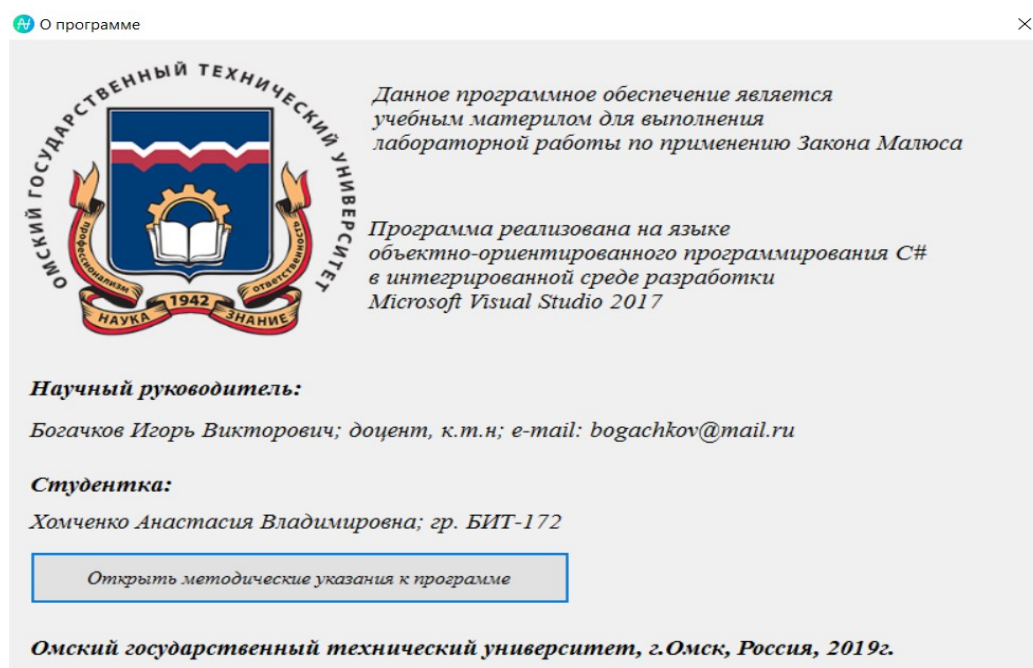 О программе
ОМСКИЙ ГОСУДАРСТВЕННЫЙ ТЕХНИЧЕСКИЙ УНИВЕРСИТЕТ
профессионализм
ответственность
1942
НАУКА
ЗНАНИЕ
Данное программное обеспечение является
учебным материлом для выполнения
лабораторной работы по применению Закона Малюса
Программа реализована на языке
объектно-ориентированного программирования C#
в интегрированной среде разработки
Microsoft Visual Studio 2017
Научный руководитель:
Богачков Игорь Викторович; доцент, к.т.н; e-mail: bogachkov@mail.ru
Студентка:
Хомченко Анастасия Владимировна; гр. БИТ-172
Открыть методические указания к программе
Омский государственный технический университет, г.Омск, Россия, 2019г.